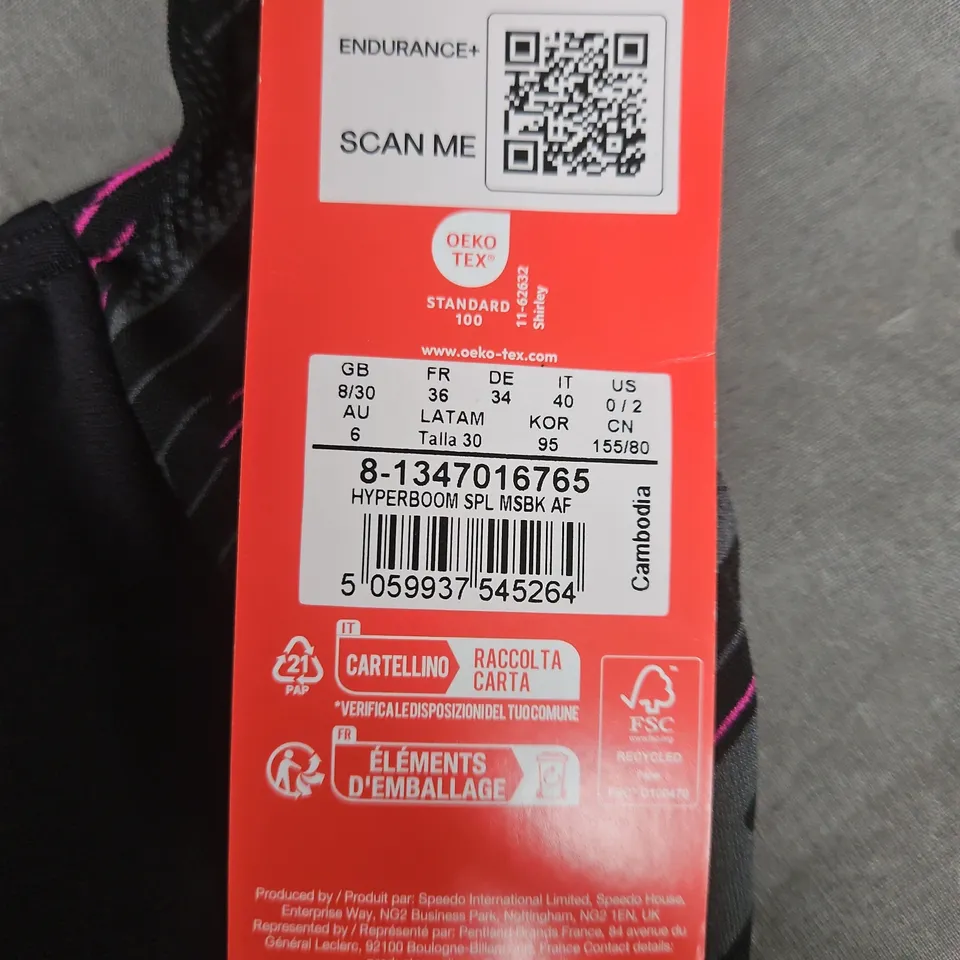 ENDURANCE+
SCAN ME
OEKO
TEX®
STANDARD
100
11-62632
Shirley
www.oeko-tex.com
GB FR DE IT US
8/30 36 34 40 0 / 2
AU LATAM KOR CN
6 Talla 30 95 155/80
8-1347016765
HYPERBOOM SPL MSBK AF
Cambodia
5 059937 545264
IT
CARTELLINO RACCOLTA
CARTA
21
PAP
*VERIFICA LE DISPOSIZIONI DEL TUO COMUNE
FR
ÉLÉMENTS
D'EMBALLAGE
FSC
www.fsc.org
RECYCLED
Produced by / Produit par: Speedo International Limited, Speedo House,
Enterprise Way, NG2 Business Park, Nottingham, NG2 1EN, UK
Represented by / Représenté par: Pentland Brands France, 84 avenue du
Général Leclerc, 92100 Boulogne-Billancourt, France Contact details: